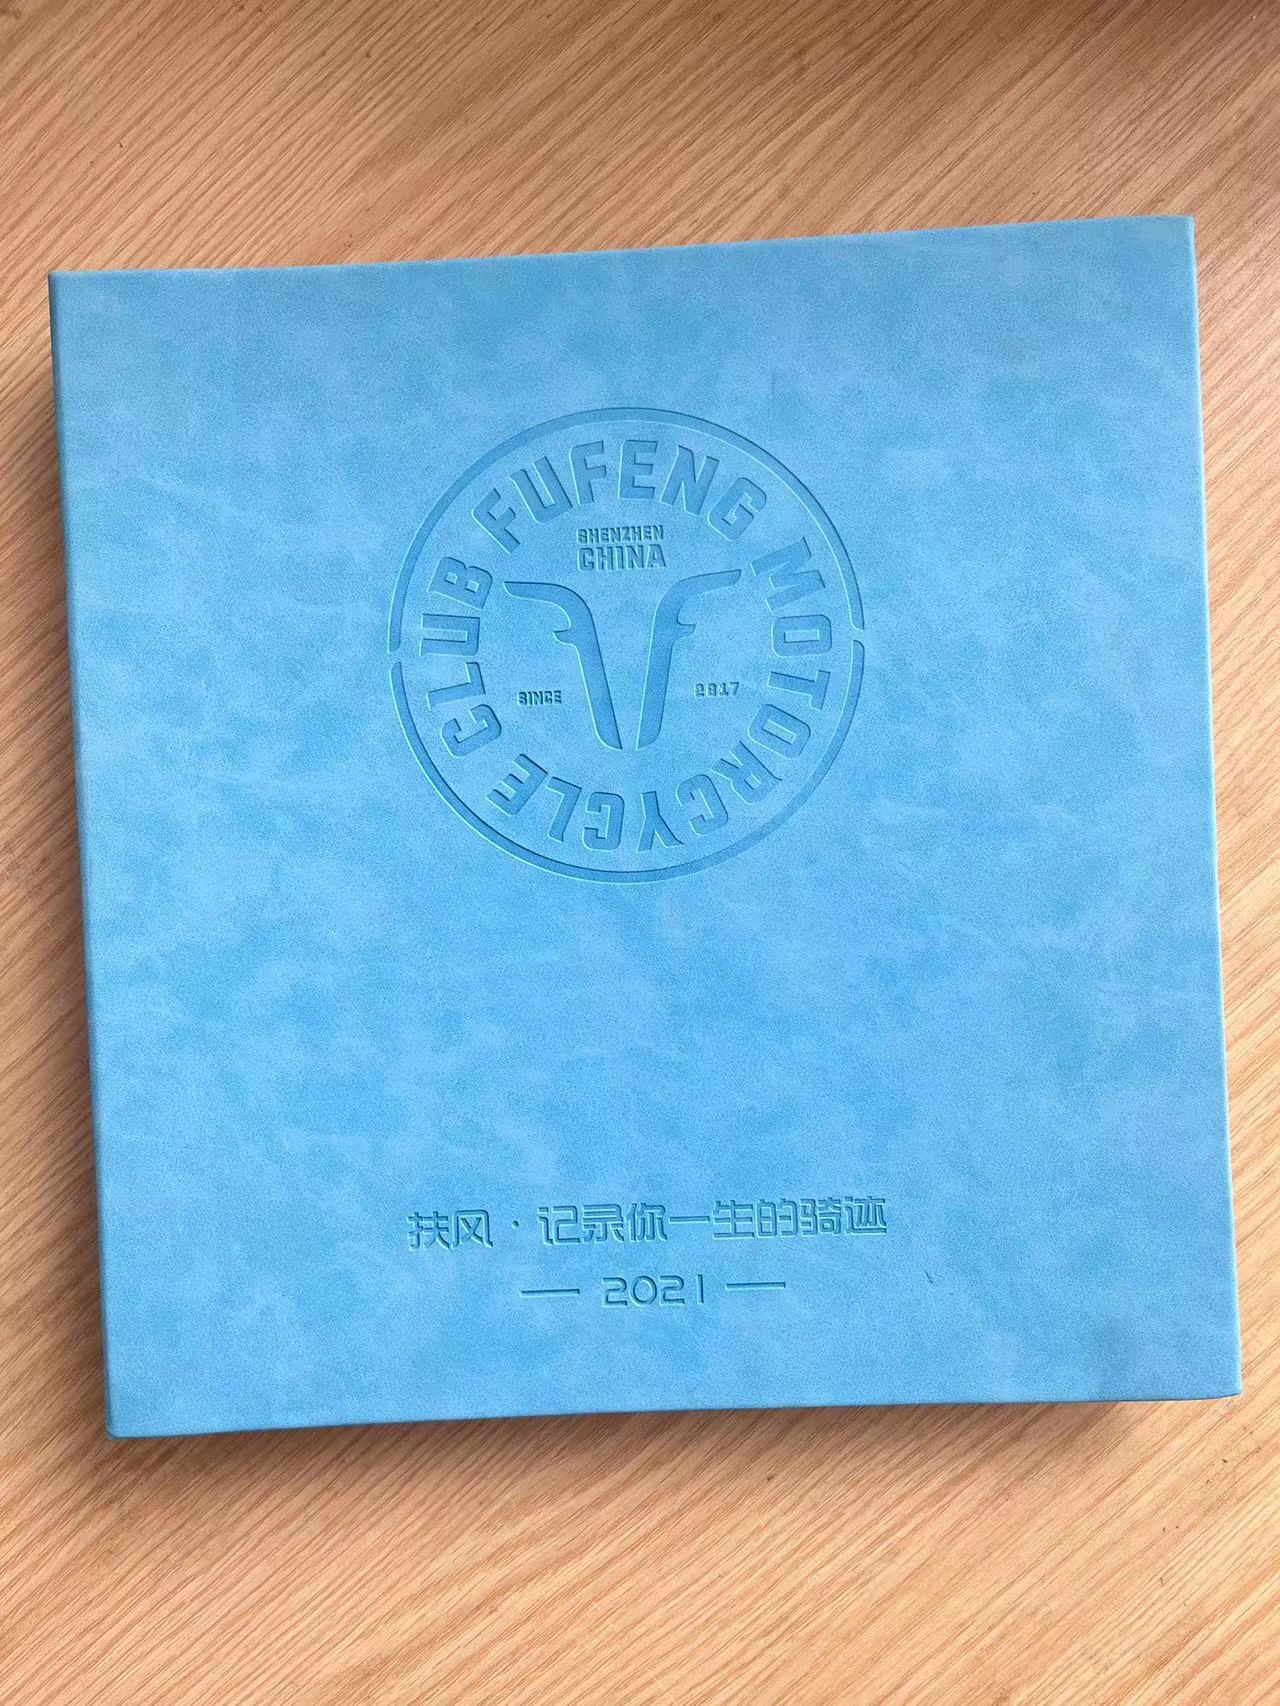 FUFENG MOTORCYCLE CLUB
SHENZHEN
CHINA
SINCE 2017
扶风·记录你一生的骑迹
— 2021 —